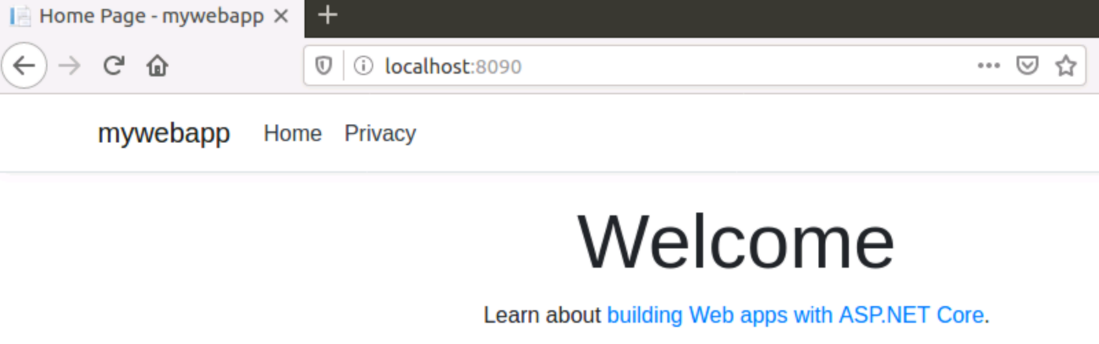 Home Page - mywebapp
localhost:8090
mywebapp Home Privacy
Welcome
Learn about building Web apps with ASP.NET Core.